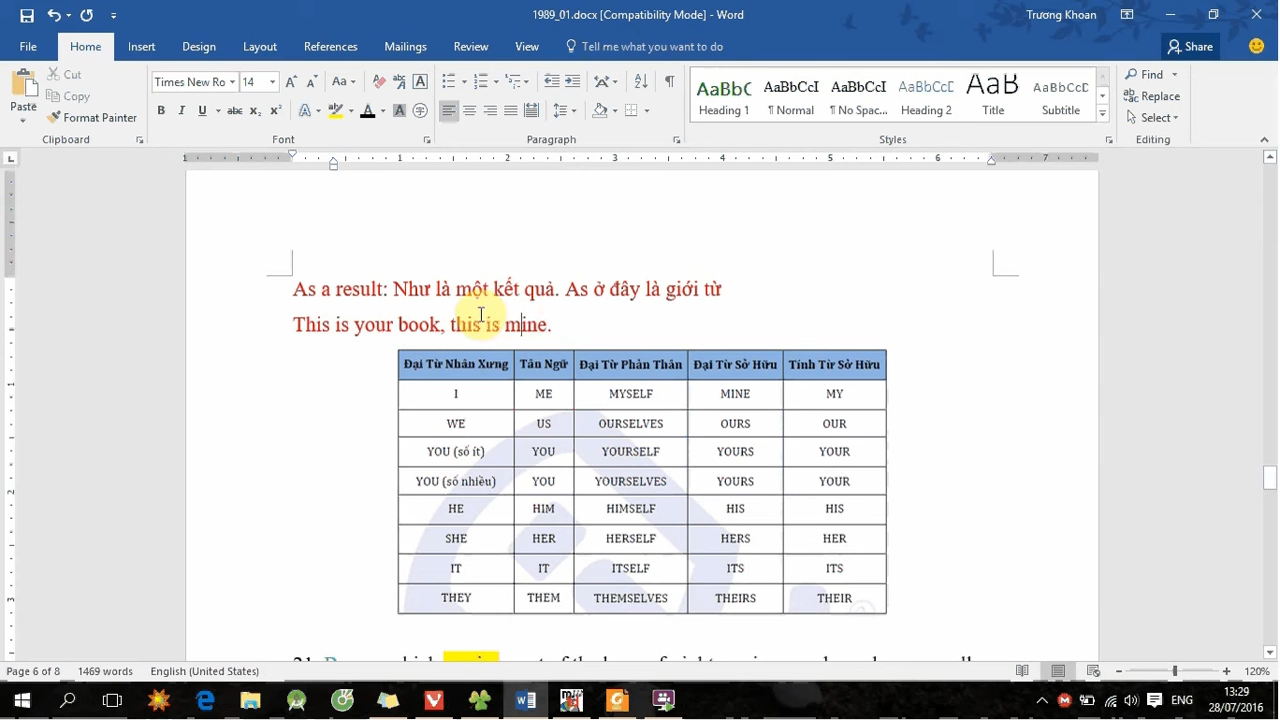 1989_01.docx [Compatibility Mode] - Word
Trương Khoan
File Home Insert Design Layout References Mailings Review View Tell me what you want to do Share
Paste
Cut
Copy
Format Painter
Times New Ro 14
Clipboard Font Paragraph Styles Editing
AaBbC Heading 1
AaBbCcI ¶ Normal
AaBbCcI ¶ No Spac...
AaBbCcD Heading 2
AaB Title
AaBbCcD Subtitle
Find
Replace
Select
1 1 2 3 4 5 6 7
As a result: Như là một kết quả. As ở đây là giới từ
This is your book, this is mine.
Đại Từ Nhân Xưng Tân Ngữ Đại Từ Phản Thân Đại Từ Sở Hữu Tính Từ Sở Hữu
I ME MYSELF MINE MY
WE US OURSELVES OURS OUR
YOU (số ít) YOU YOURSELF YOURS YOUR
YOU (số nhiều) YOU YOURSELVES YOURS YOUR
HE HIM HIMSELF HIS HIS
SHE HER HERSELF HERS HER
IT IT ITSELF ITS ITS
THEY THEM THEMSELVES THEIRS THEIR
Page 6 of 8 1469 words English (United States) 120%
ENG
13:29
28/07/2016